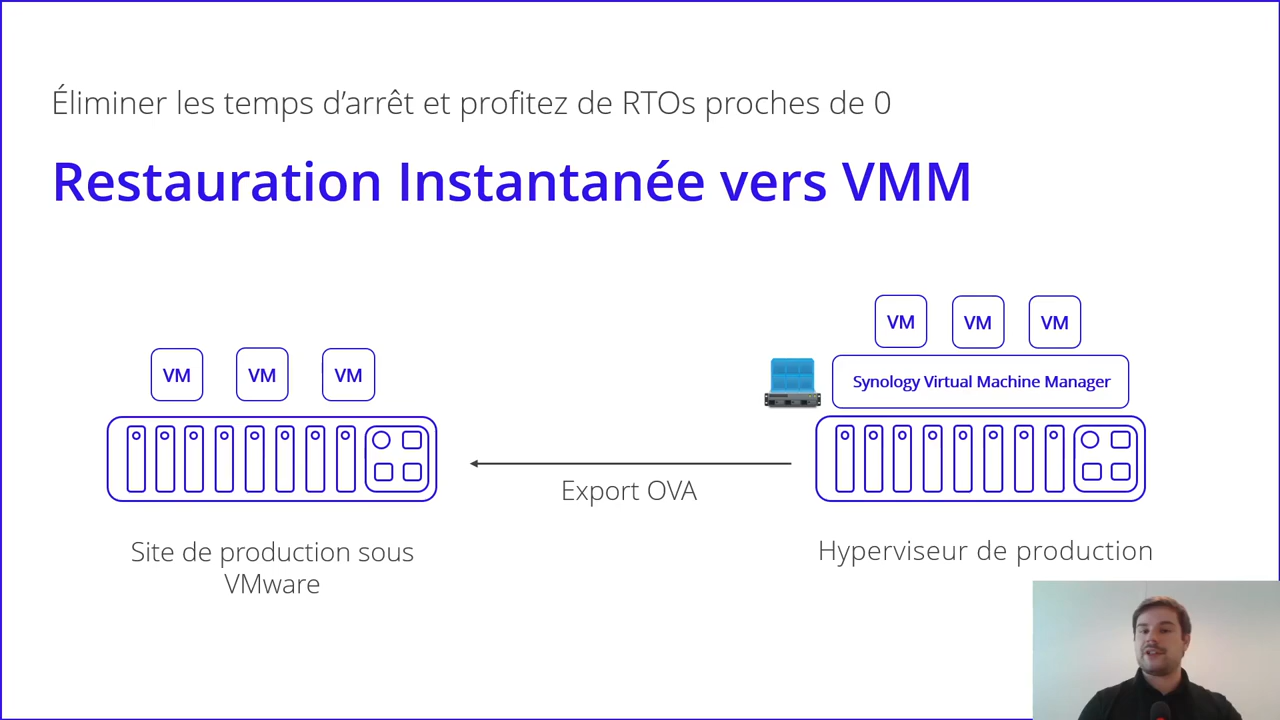 Éliminer les temps d’arrêt et profitez de RTOs proches de 0
Restauration Instantanée vers VMM
VM VM VM
Synology Virtual Machine Manager
VM VM VM
Export OVA
Site de production sous
VMware
Hyperviseur de production